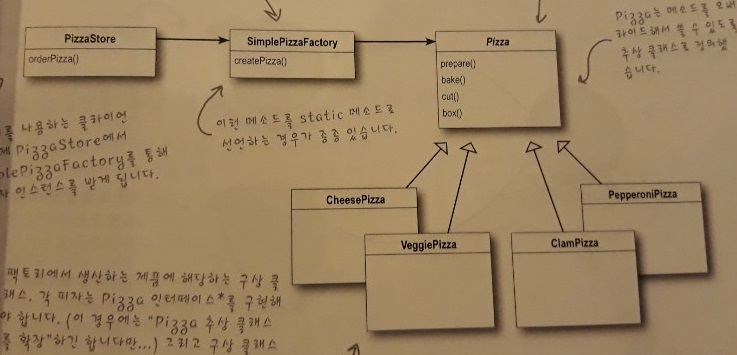 PizzaStore
orderPizza()
SimplePizzaFactory
createPizza()
Pizza
prepare()
bake()
cut()
box()
Pizza는 메소드를 오버
라이드해서 쓸 수 있도록
추상 클래스로 정의했
습니다.
를 사용하는 클라이언
PizzaStore에서
plePizzaFactory를 통해
인스턴스를 받게 됩니다.
이런 메소드를 static 메소드로
선언하는 경우가 종종 있습니다.
CheesePizza
VeggiePizza
ClamPizza
PepperoniPizza
팩토리에서 생산하는 제품에 해당하는 구상 클
래스. 각 피자는 Pizza 인터페이스*를 구현해
야 합니다. (이 경우에는 "Pizza 추상 클래스
를 확장"하긴 합니다만...) 그리고 구상 클래스